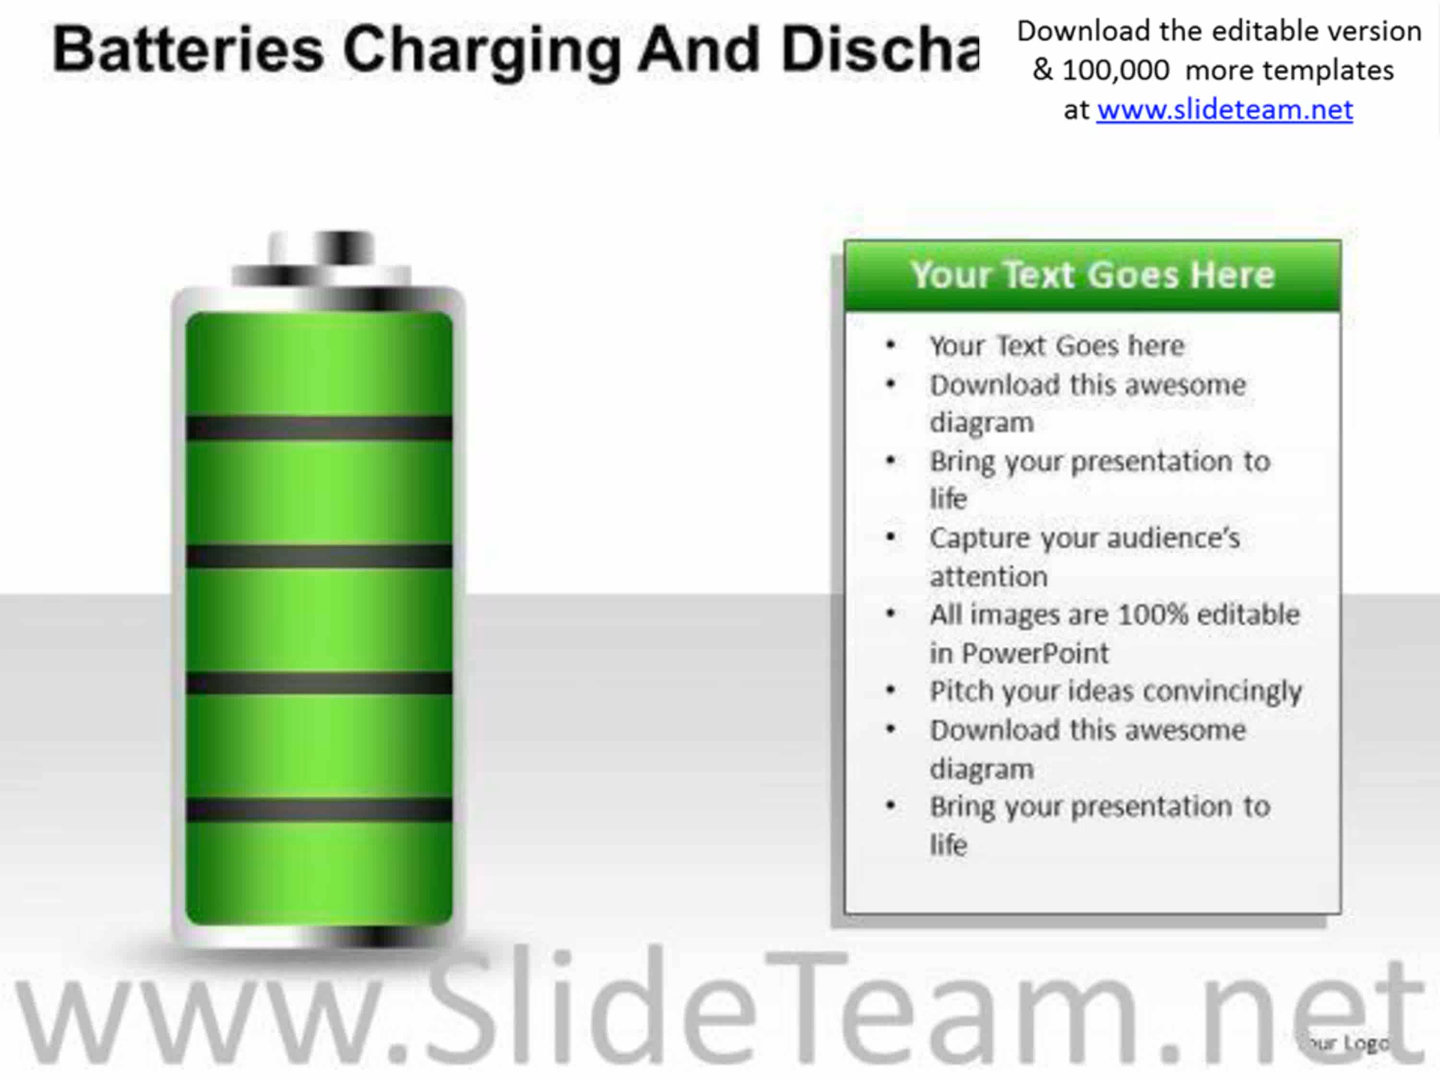 Batteries Charging And Discha
Download the editable version
& 100,000 more templates
at www.slideteam.net
Your Text Goes Here
• Your Text Goes here
• Download this awesome
diagram
• Bring your presentation to
life
• Capture your audience's
attention
• All images are 100% editable
in PowerPoint
• Pitch your ideas convincingly
• Download this awesome
diagram
• Bring your presentation to
life
www.SlideTeam.net
Logo